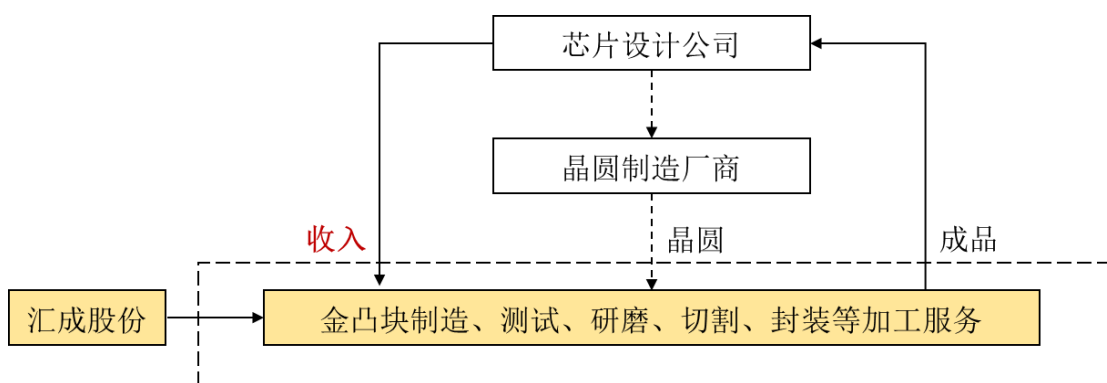 芯片设计公司
晶圆制造厂商
收入
晶圆
成品
汇成股份
金凸块制造、测试、研磨、切割、封装等加工服务